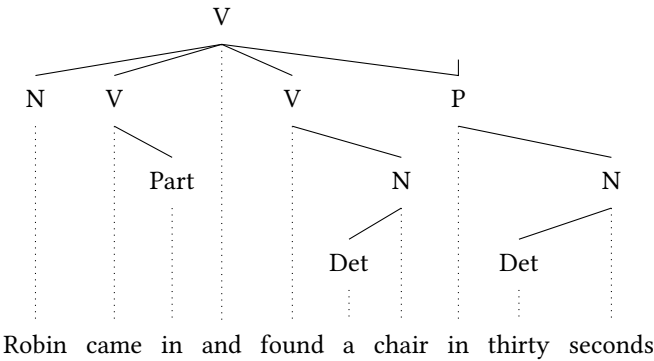 V
N V V P
Part N N
Det Det
Robin came in and found a chair in thirty seconds